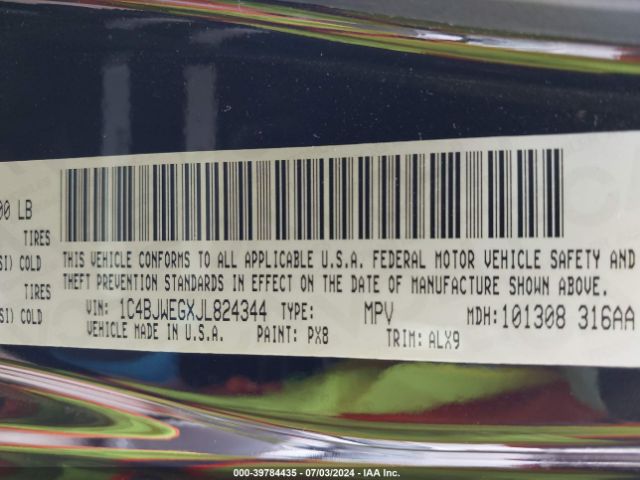 00 LB
TIRES
SI) COLD
TIRES
SI) COLD
THIS VEHICLE CONFORMS TO ALL APPLICABLE U.S.A. FEDERAL MOTOR VEHICLE SAFETY AND
THEFT PREVENTION STANDARDS IN EFFECT ON THE DATE OF MANUFACTURE SHOWN ABOVE.
VIN: 1C4BJWEGXJL824344 TYPE: MPV MDH: 101308 316AA
VEHICLE MADE IN U.S.A. PAINT: PX8 TRIM: ALX9
000-39784435 - 07/03/2024 - IAA Inc.